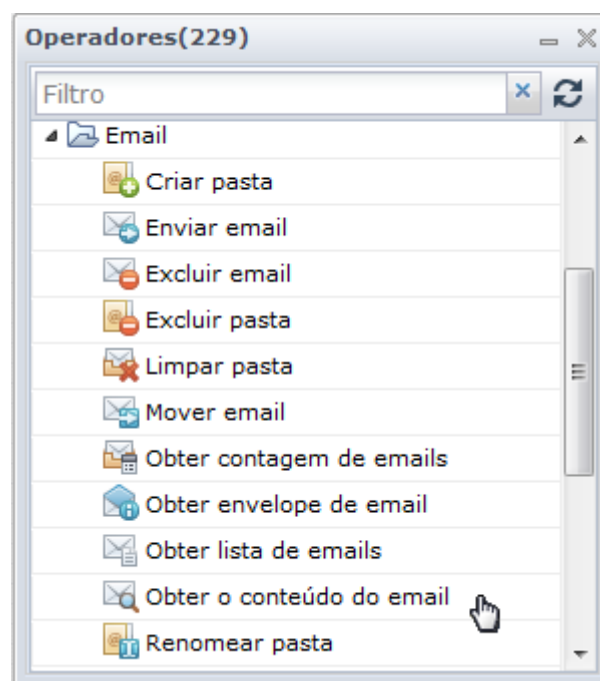 Operadores(229)
Filtro
Email
Criar pasta
Enviar email
Excluir email
Excluir pasta
Limpar pasta
Mover email
Obter contagem de emails
Obter envelope de email
Obter lista de emails
Obter o conteúdo do email
Renomear pasta